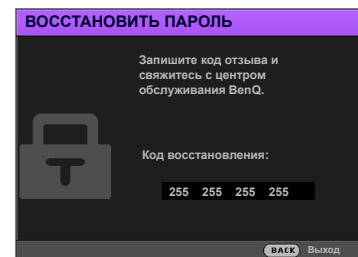 ВОССТАНОВИТЬ ПАРОЛЬ
Запишите код отзыва и
свяжитесь с центром
обслуживания BenQ.
Код восстановления:
255 255 255 255
BACK Выход